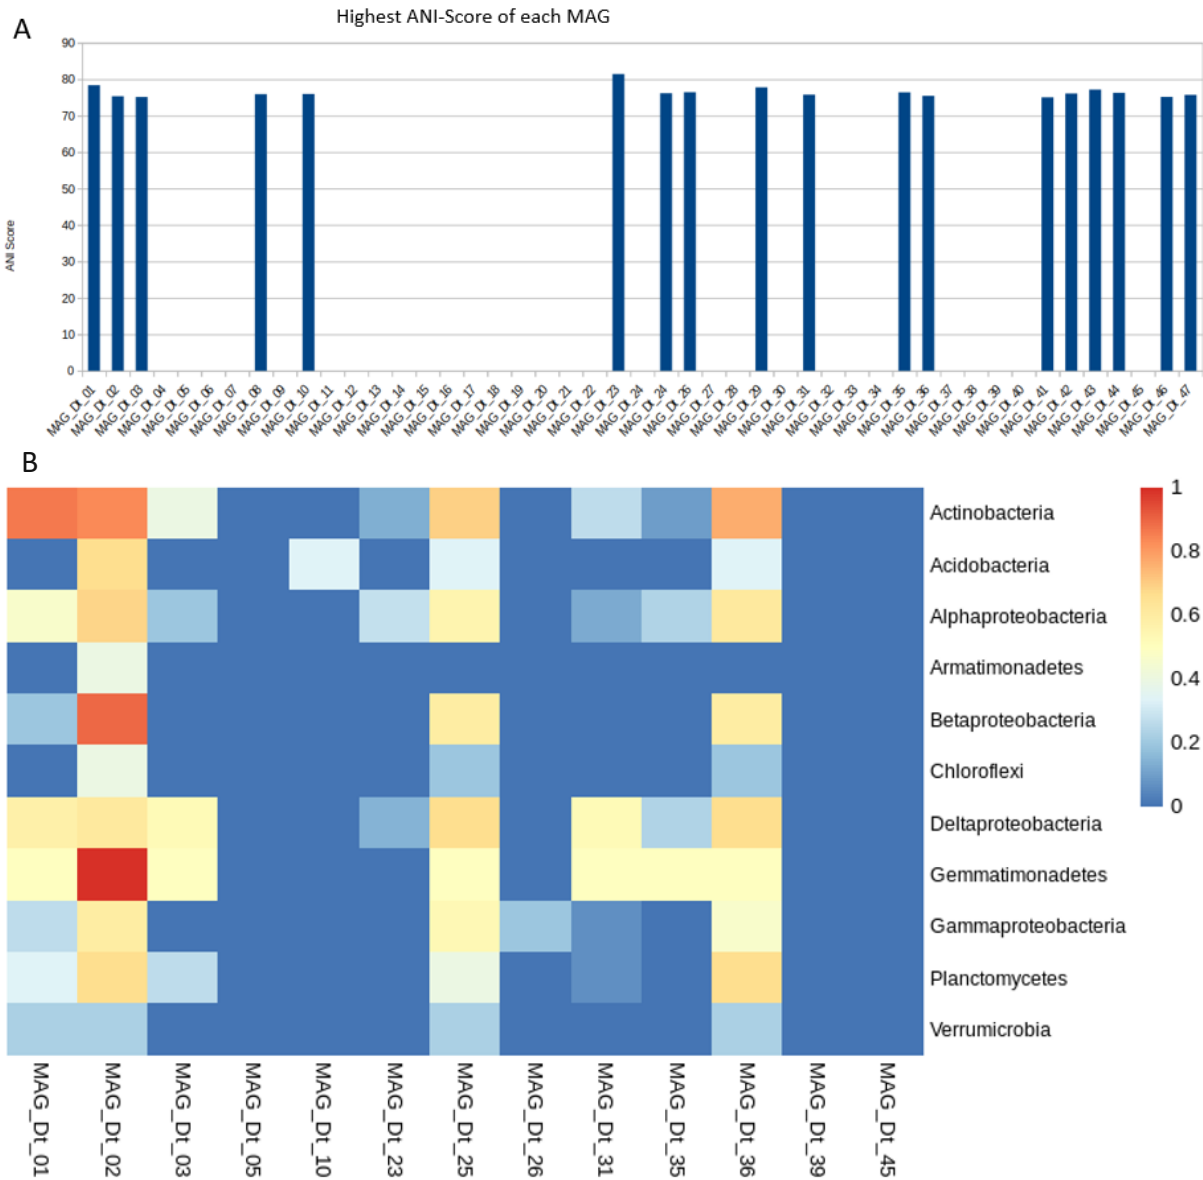 A
Highest ANI-Score of each MAG
90
80
70
60
50
40
30
20
10
0
ANI Score
MAG_Dt_01
MAG_Dt_02
MAG_Dt_03
MAG_Dt_04
MAG_Dt_05
MAG_Dt_06
MAG_Dt_07
MAG_Dt_08
MAG_Dt_09
MAG_Dt_10
MAG_Dt_11
MAG_Dt_12
MAG_Dt_13
MAG_Dt_14
MAG_Dt_15
MAG_Dt_16
MAG_Dt_17
MAG_Dt_18
MAG_Dt_19
MAG_Dt_20
MAG_Dt_21
MAG_Dt_22
MAG_Dt_23
MAG_Dt_24
MAG_Dt_24
MAG_Dt_26
MAG_Dt_27
MAG_Dt_28
MAG_Dt_29
MAG_Dt_30
MAG_Dt_31
MAG_Dt_32
MAG_Dt_33
MAG_Dt_34
MAG_Dt_35
MAG_Dt_36
MAG_Dt_37
MAG_Dt_38
MAG_Dt_39
MAG_Dt_40
MAG_Dt_41
MAG_Dt_42
MAG_Dt_43
MAG_Dt_44
MAG_Dt_45
MAG_Dt_46
MAG_Dt_47
B
Actinobacteria
Acidobacteria
Alphaproteobacteria
Armatimonadetes
Betaproteobacteria
Chloroflexi
Deltaproteobacteria
Gemmatimonadetes
Gammaproteobacteria
Planctomycetes
Verrumicrobia
1
0.8
0.6
0.4
0.2
0
MAG_Dt_01
MAG_Dt_02
MAG_Dt_03
MAG_Dt_05
MAG_Dt_10
MAG_Dt_23
MAG_Dt_25
MAG_Dt_26
MAG_Dt_31
MAG_Dt_35
MAG_Dt_36
MAG_Dt_39
MAG_Dt_45